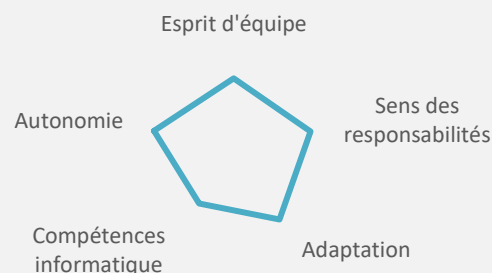 Esprit d'équipe
Sens des
responsabilités
Adaptation
Compétences
informatique
Autonomie